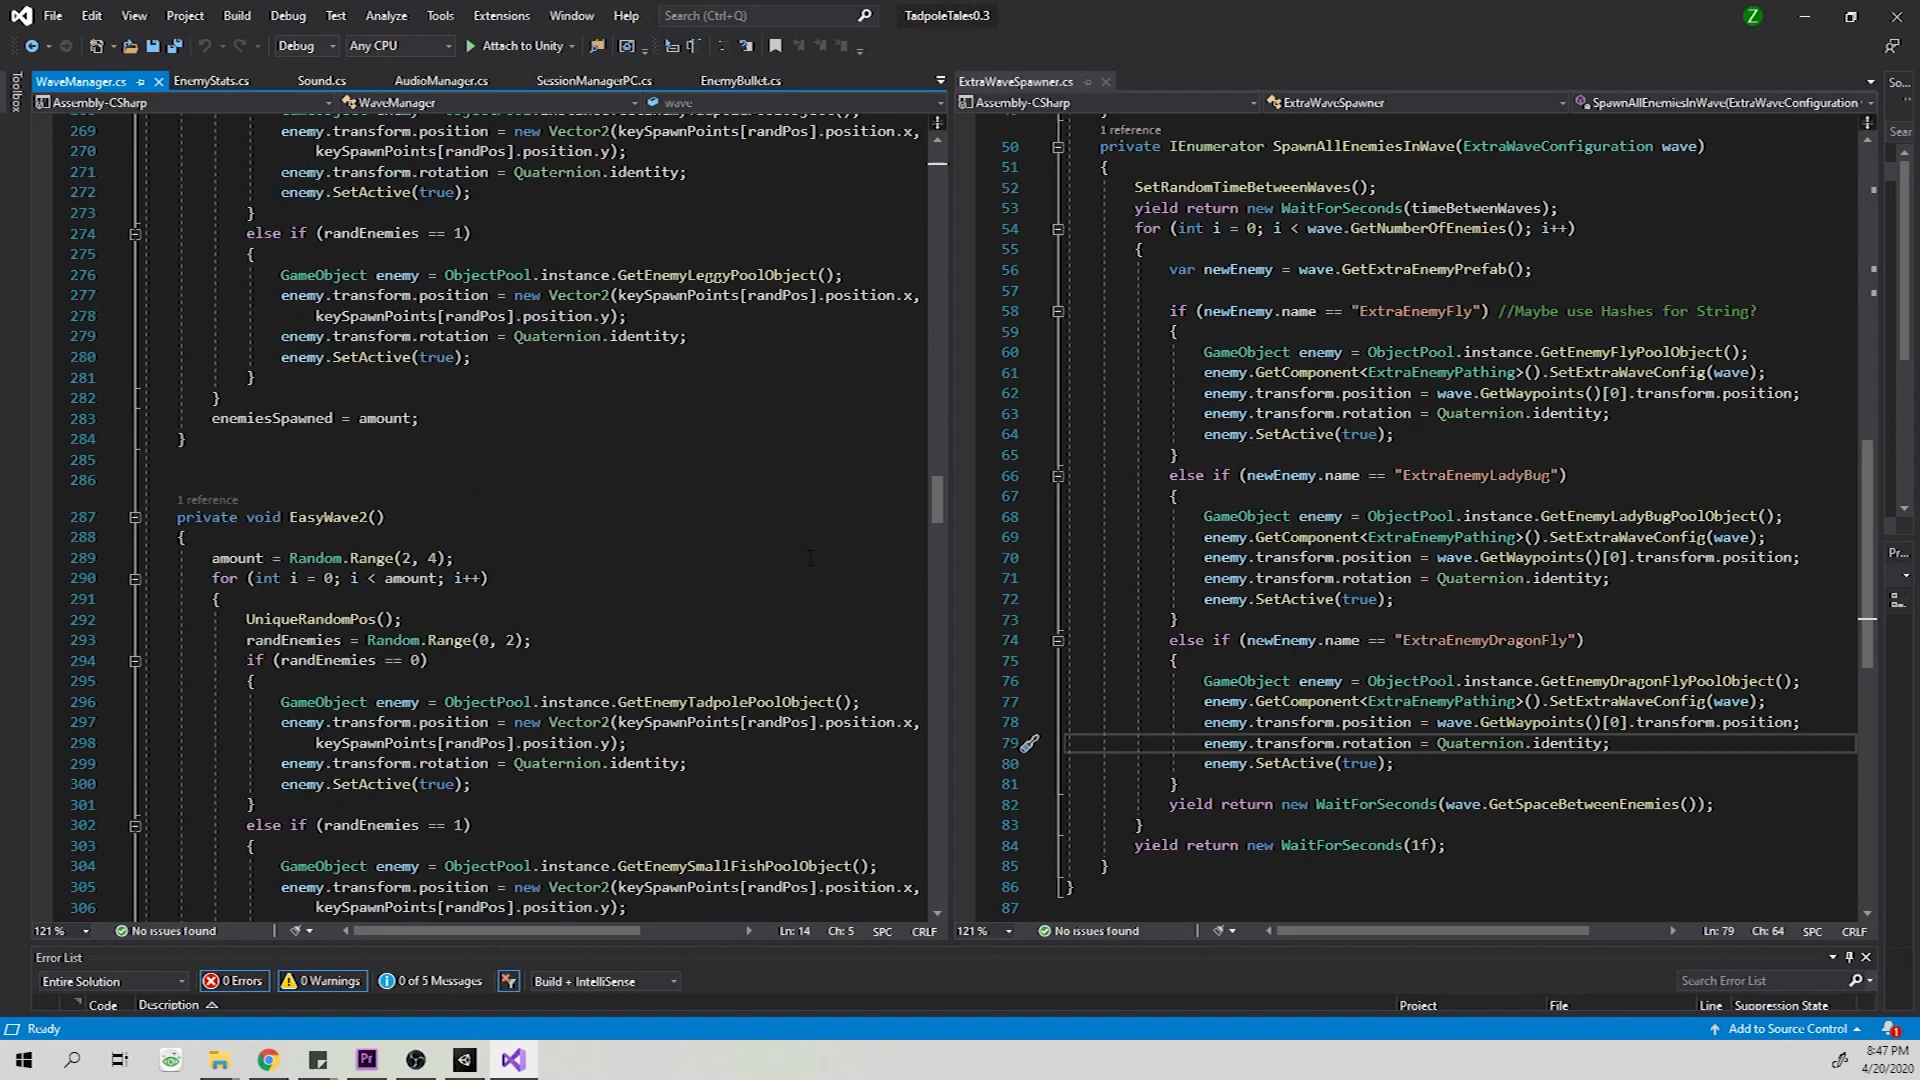 File Edit View Project Build Debug Test Analyze Tools Extensions Window Help Search (Ctrl+Q) TadpoleTales0.3 Z
Debug Any CPU Attach to Unity
Toolbox
WaveManager.cs EnemyStats.cs Sound.cs AudioManager.cs SessionManagerPC.cs EnemyBullet.cs
Assembly-CSharp WaveManager wave
269 enemy.transform.position = new Vector2(keySpawnPoints[randPos].position.x,
270 keySpawnPoints[randPos].position.y);
271 enemy.transform.rotation = Quaternion.identity;
272 enemy.SetActive(true);
273 }
274 else if (randEnemies == 1)
275 {
276 GameObject enemy = ObjectPool.instance.GetEnemyLeggyPoolObject();
277 enemy.transform.position = new Vector2(keySpawnPoints[randPos].position.x,
278 keySpawnPoints[randPos].position.y);
279 enemy.transform.rotation = Quaternion.identity;
280 enemy.SetActive(true);
281 }
282 }
283 enemiesSpawned = amount;
284 }
285
286
1 reference
287 private void EasyWave2()
288 {
289 amount = Random.Range(2, 4);
290 for (int i = 0; i < amount; i++)
291 {
292 UniqueRandomPos();
293 randEnemies = Random.Range(0, 2);
294 if (randEnemies == 0)
295 {
296 GameObject enemy = ObjectPool.instance.GetEnemyTadpolePoolObject();
297 enemy.transform.position = new Vector2(keySpawnPoints[randPos].position.x,
298 keySpawnPoints[randPos].position.y);
299 enemy.transform.rotation = Quaternion.identity;
300 enemy.SetActive(true);
301 }
302 else if (randEnemies == 1)
303 {
304 GameObject enemy = ObjectPool.instance.GetEnemySmallFishPoolObject();
305 enemy.transform.position = new Vector2(keySpawnPoints[randPos].position.x,
306 keySpawnPoints[randPos].position.y);
121 % No issues found Ln: 14 Ch: 5 SPC CRLF
ExtraWaveSpawner.cs
Assembly-CSharp ExtraWaveSpawner SpawnAllEnemiesInWave(ExtraWaveConfiguration
1 reference
50 private IEnumerator SpawnAllEnemiesInWave(ExtraWaveConfiguration wave)
51 {
52 SetRandomTimeBetweenWaves();
53 yield return new WaitForSeconds(timeBetwenWaves);
54 for (int i = 0; i < wave.GetNumberOfEnemies(); i++)
55 {
56 var newEnemy = wave.GetExtraEnemyPrefab();
57
58 if (newEnemy.name == "ExtraEnemyFly") //Maybe use Hashes for String?
59 {
60 GameObject enemy = ObjectPool.instance.GetEnemyFlyPoolObject();
61 enemy.GetComponent<ExtraEnemyPathing>().SetExtraWaveConfig(wave);
62 enemy.transform.position = wave.GetWaypoints()[0].transform.position;
63 enemy.transform.rotation = Quaternion.identity;
64 enemy.SetActive(true);
65 }
66 else if (newEnemy.name == "ExtraEnemyLadyBug")
67 {
68 GameObject enemy = ObjectPool.instance.GetEnemyLadyBugPoolObject();
69 enemy.GetComponent<ExtraEnemyPathing>().SetExtraWaveConfig(wave);
70 enemy.transform.position = wave.GetWaypoints()[0].transform.position;
71 enemy.transform.rotation = Quaternion.identity;
72 enemy.SetActive(true);
73 }
74 else if (newEnemy.name == "ExtraEnemyDragonFly")
75 {
76 GameObject enemy = ObjectPool.instance.GetEnemyDragonFlyPoolObject();
77 enemy.GetComponent<ExtraEnemyPathing>().SetExtraWaveConfig(wave);
78 enemy.transform.position = wave.GetWaypoints()[0].transform.position;
79 enemy.transform.rotation = Quaternion.identity;
80 enemy.SetActive(true);
81 }
82 yield return new WaitForSeconds(wave.GetSpaceBetweenEnemies());
83 }
84 yield return new WaitForSeconds(1f);
85 }
86 }
87
121 % No issues found Ln: 79 Ch: 64 SPC CRLF
So...
Sear
Pr...
Error List
Entire Solution 0 Errors 0 Warnings 0 of 5 Messages Build + IntelliSense Search Error List
Code Description Project File Line Suppression State
Ready Add to Source Control 1
Pr 8:47 PM
4/20/2020